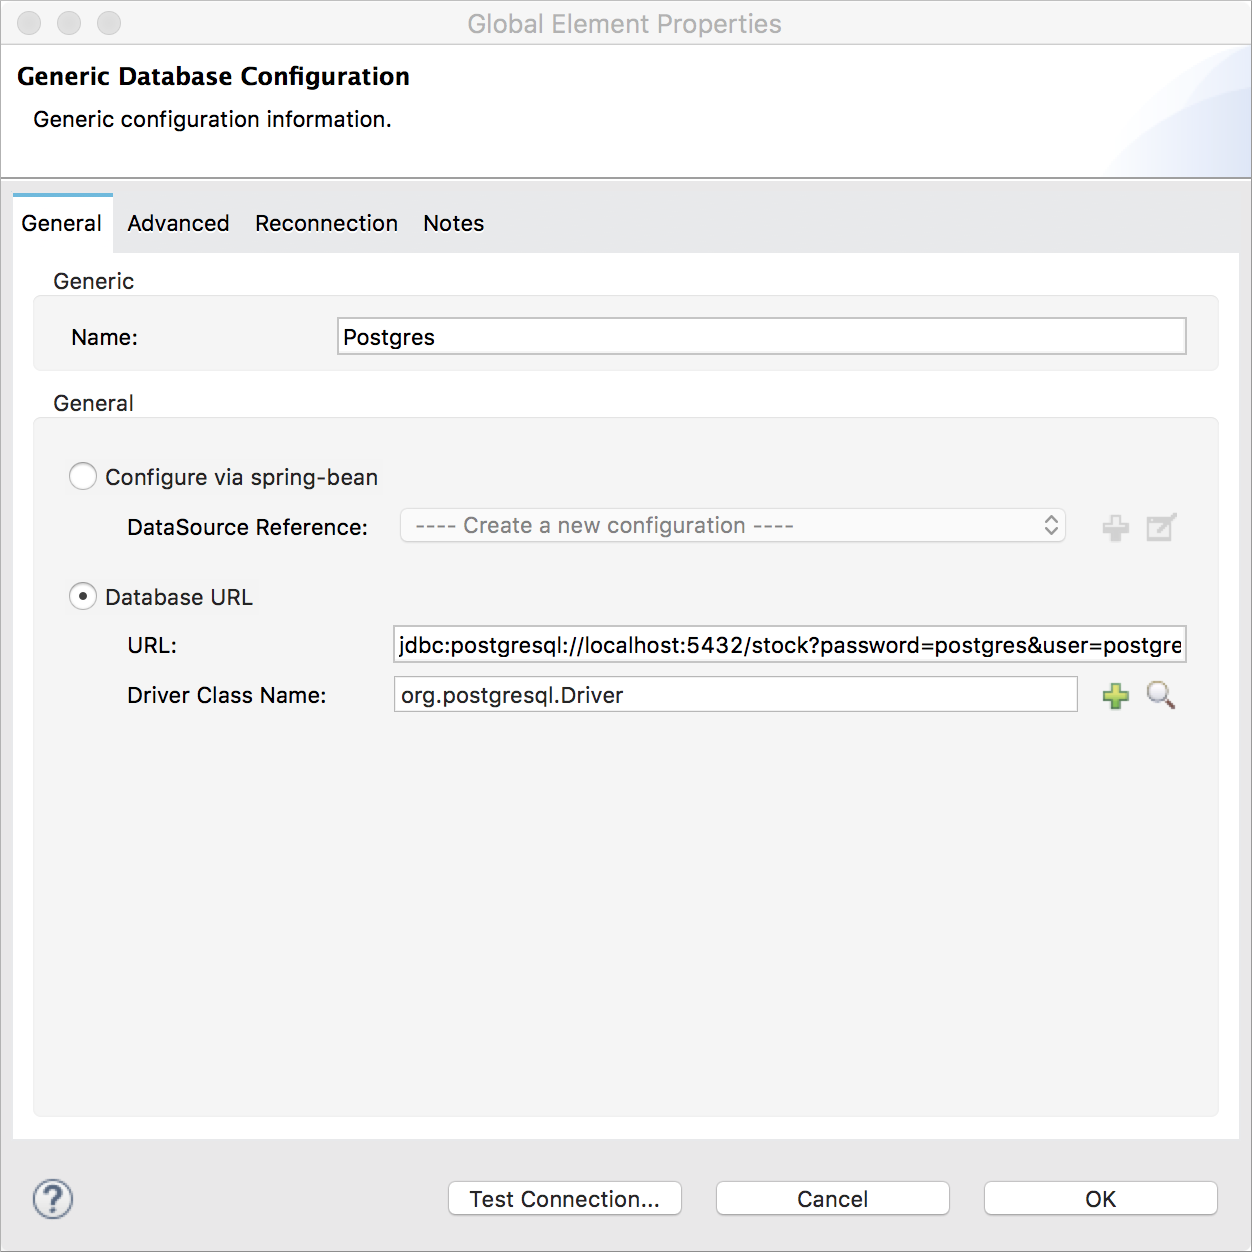 Global Element Properties
Generic Database Configuration
Generic configuration information.
General Advanced Reconnection Notes
Generic
Name: Postgres
General
Configure via spring-bean
DataSource Reference: ---- Create a new configuration ----
Database URL
URL: jdbc:postgresql://localhost:5432/stock?password=postgres&user=postgre
Driver Class Name: org.postgresql.Driver
? Test Connection... Cancel OK